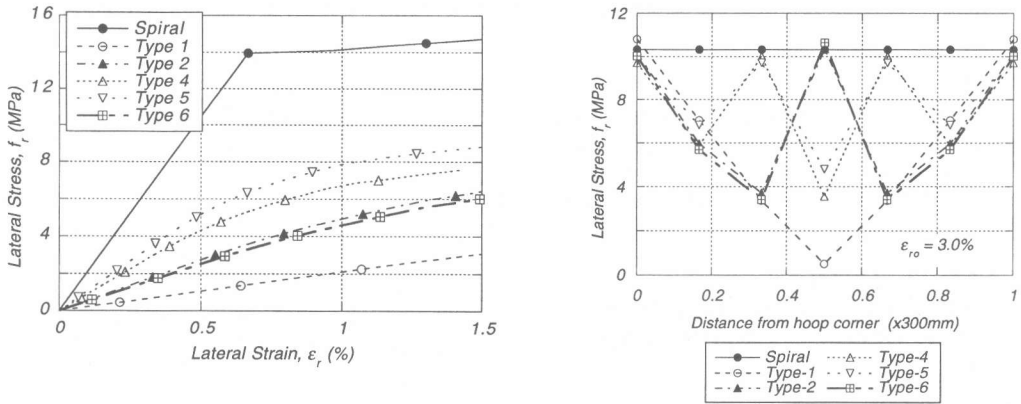 Lateral Stress, f_r (MPa)
16
12
8
4
0
Spiral
Type 1
Type 2
Type 4
Type 5
Type 6
0 0.5 1 1.5
Lateral Strain, ε_r (%)
Lateral Stress, f_r (MPa)
12
8
4
0
ε_ro = 3.0%
0 0.2 0.4 0.6 0.8 1
Distance from hoop corner (x300mm)
Spiral Type-4
Type-1 Type-5
Type-2 Type-6